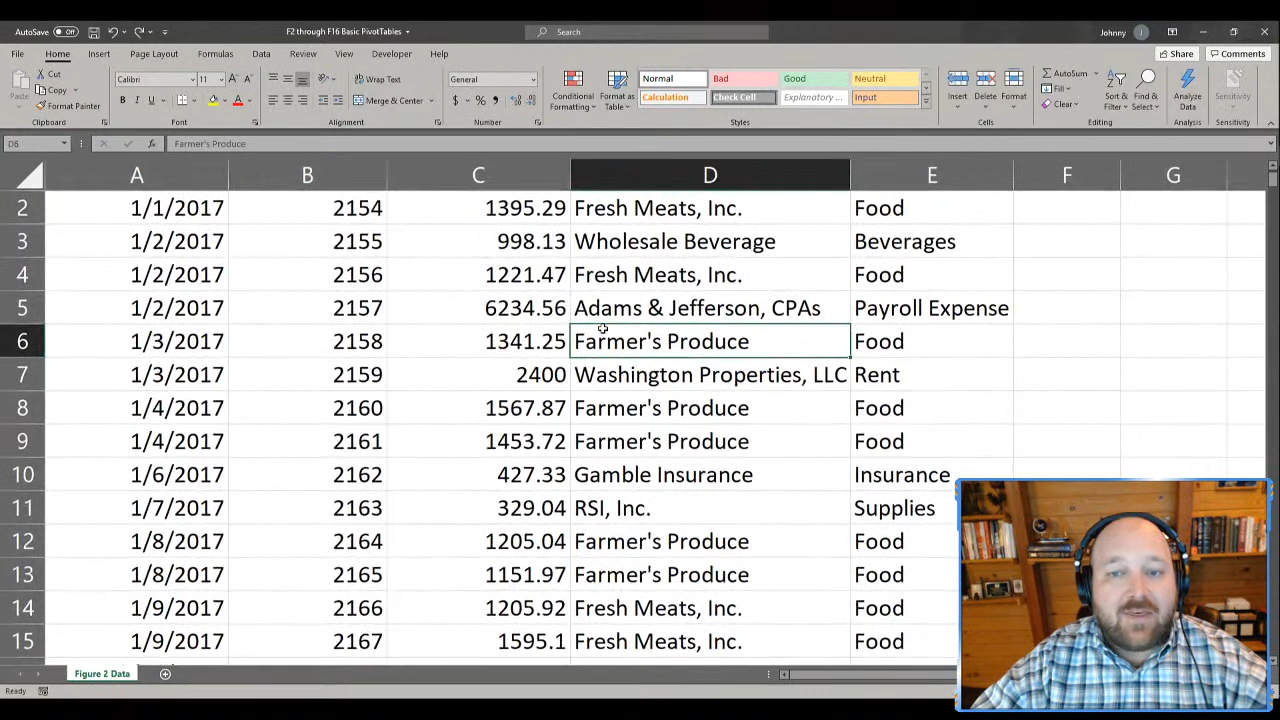 AutoSave Off F2 through F16 Basic PivotTables Search Johnny
File Home Insert Page Layout Formulas Data Review View Developer Help Share Comments
Paste Cut Copy Format Painter Clipboard
Calibri 11 B I U A Font
Wrap Text Merge & Center Alignment
General $ % Number
Conditional Formatting Format as Table Normal Bad Good Neutral Calculation Check Cell Explanatory ... Input Styles
Insert Delete Format Cells
AutoSum Fill Clear Sort & Filter Find & Select Editing
Analyze Data Analysis
Sensitivity Sensitivity
D6 fx Farmer's Produce
A B C D E F G
2 1/1/2017 2154 1395.29 Fresh Meats, Inc. Food
3 1/2/2017 2155 998.13 Wholesale Beverage Beverages
4 1/2/2017 2156 1221.47 Fresh Meats, Inc. Food
5 1/2/2017 2157 6234.56 Adams & Jefferson, CPAs Payroll Expense
6 1/3/2017 2158 1341.25 Farmer's Produce Food
7 1/3/2017 2159 2400 Washington Properties, LLC Rent
8 1/4/2017 2160 1567.87 Farmer's Produce Food
9 1/4/2017 2161 1453.72 Farmer's Produce Food
10 1/6/2017 2162 427.33 Gamble Insurance Insurance
11 1/7/2017 2163 329.04 RSI, Inc. Supplies
12 1/8/2017 2164 1205.04 Farmer's Produce Food
13 1/8/2017 2165 1151.97 Farmer's Produce Food
14 1/9/2017 2166 1205.92 Fresh Meats, Inc. Food
15 1/9/2017 2167 1595.1 Fresh Meats, Inc. Food
Figure 2 Data
Ready